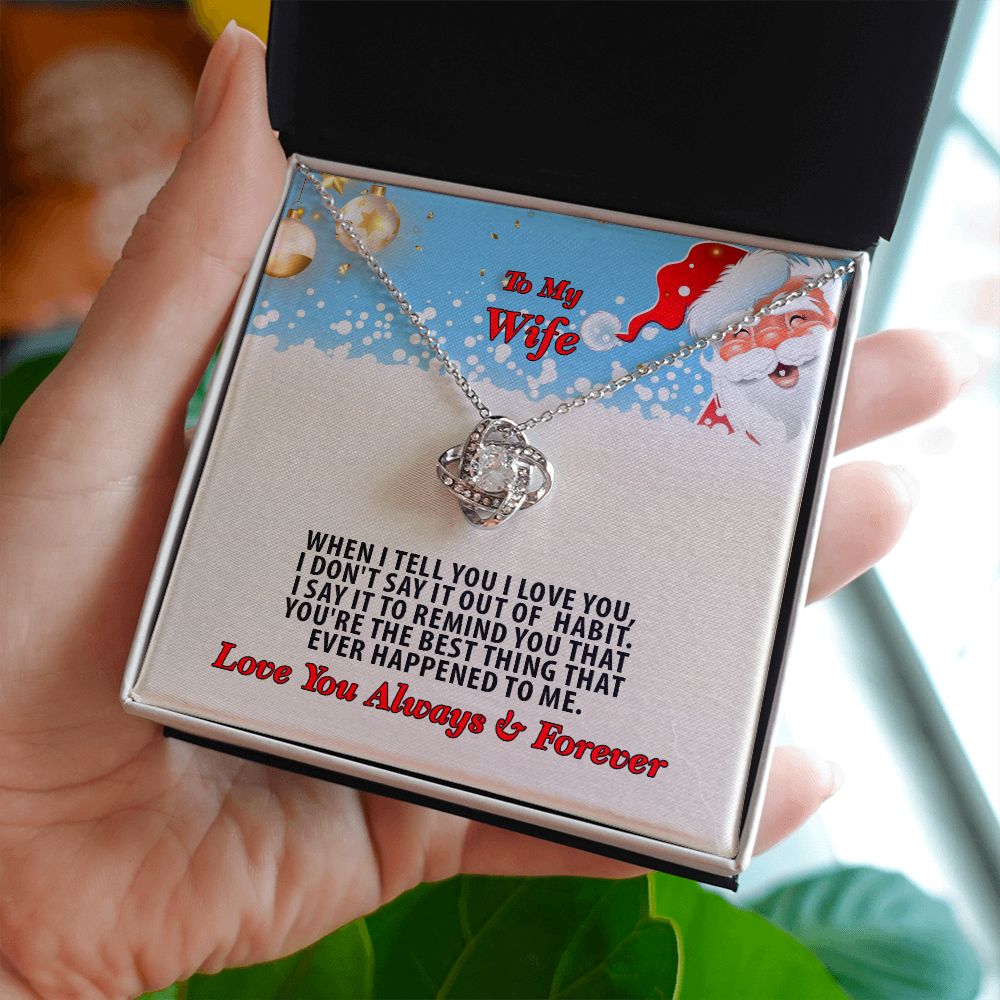 To My
Wife
WHEN I TELL YOU I LOVE YOU,
I DON'T SAY IT OUT OF HABIT.
I SAY IT TO REMIND YOU THAT
YOU'RE THE BEST THING THAT
EVER HAPPENED TO ME.
Love You Always & Forever